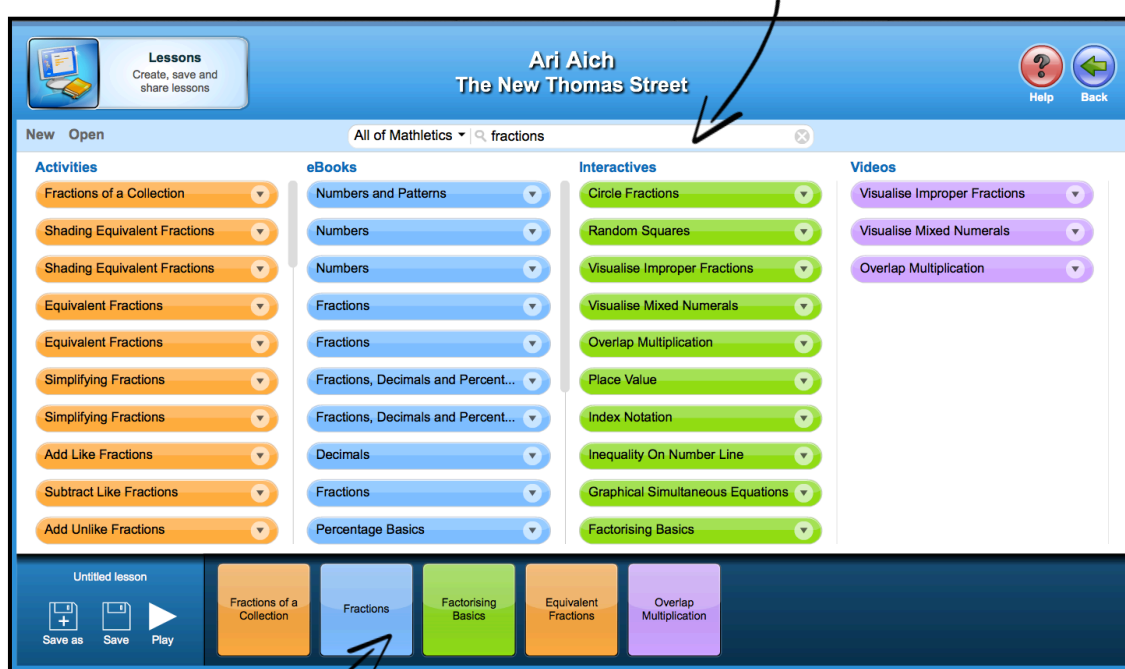 Lessons
Create, save and
share lessons
Ari Aich
The New Thomas Street
Help
Back
New
Open
All of Mathletics
fractions
Activities
Fractions of a Collection
Shading Equivalent Fractions
Shading Equivalent Fractions
Equivalent Fractions
Equivalent Fractions
Simplifying Fractions
Simplifying Fractions
Add Like Fractions
Subtract Like Fractions
Add Unlike Fractions
eBooks
Numbers and Patterns
Numbers
Numbers
Fractions
Fractions
Fractions, Decimals and Percent...
Fractions, Decimals and Percent...
Decimals
Fractions
Percentage Basics
Interactives
Circle Fractions
Random Squares
Visualise Improper Fractions
Visualise Mixed Numerals
Overlap Multiplication
Place Value
Index Notation
Inequality On Number Line
Graphical Simultaneous Equations
Factorising Basics
Videos
Visualise Improper Fractions
Visualise Mixed Numerals
Overlap Multiplication
Untitled lesson
Save as
Save
Play
Fractions of a
Collection
Fractions
Factorising
Basics
Equivalent
Fractions
Overlap
Multiplication